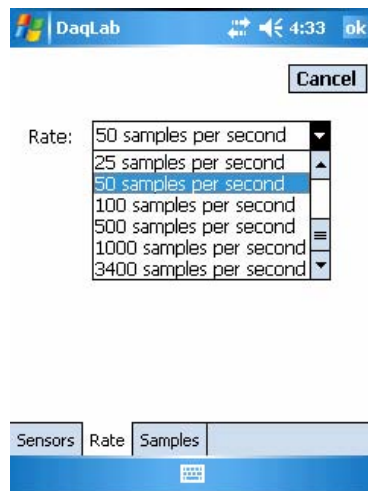 DaqLab 4:33 ok
Cancel
Rate: 50 samples per second
25 samples per second
50 samples per second
100 samples per second
500 samples per second
1000 samples per second
3400 samples per second
Sensors Rate Samples